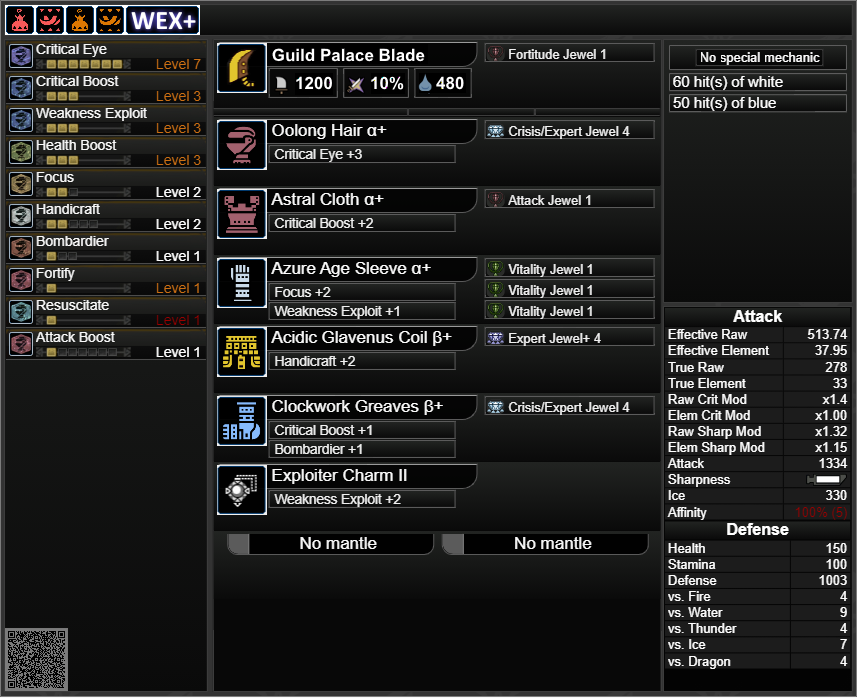 WEX+
Critical Eye
Level 7
Critical Boost
Level 3
Weakness Exploit
Level 3
Health Boost
Level 3
Focus
Level 2
Handicraft
Level 2
Bombardier
Level 1
Fortify
Level 1
Resuscitate
Level 1
Attack Boost
Level 1
Guild Palace Blade
1200 10% 480
Fortitude Jewel 1
Oolong Hair α+
Critical Eye +3
Crisis/Expert Jewel 4
Astral Cloth α+
Critical Boost +2
Attack Jewel 1
Azure Age Sleeve α+
Focus +2
Weakness Exploit +1
Vitality Jewel 1
Vitality Jewel 1
Vitality Jewel 1
Acidic Glavenus Coil β+
Handicraft +2
Expert Jewel+ 4
Clockwork Greaves β+
Critical Boost +1
Bombardier +1
Crisis/Expert Jewel 4
Exploiter Charm II
Weakness Exploit +2
No mantle No mantle
No special mechanic
60 hit(s) of white
50 hit(s) of blue
Attack
Effective Raw 513.74
Effective Element 37.95
True Raw 278
True Element 33
Raw Crit Mod x1.4
Elem Crit Mod x1.00
Raw Sharp Mod x1.32
Elem Sharp Mod x1.15
Attack 1334
Sharpness
Ice 330
Affinity 100% (5)
Defense
Health 150
Stamina 100
Defense 1003
vs. Fire 4
vs. Water 9
vs. Thunder 4
vs. Ice 7
vs. Dragon 4